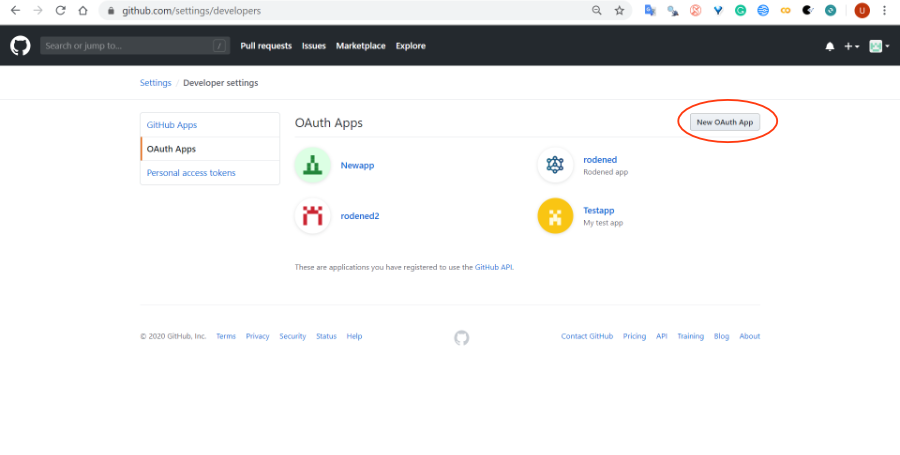 github.com/settings/developers
U
Search or jump to...
/
Pull requests Issues Marketplace Explore
Settings / Developer settings
GitHub Apps
OAuth Apps
Personal access tokens
OAuth Apps
New OAuth App
Newapp
rodened
Rodened app
rodened2
Testapp
My test app
These are applications you have registered to use the GitHub API.
© 2020 GitHub, Inc. Terms Privacy Security Status Help
Contact GitHub Pricing API Training Blog About